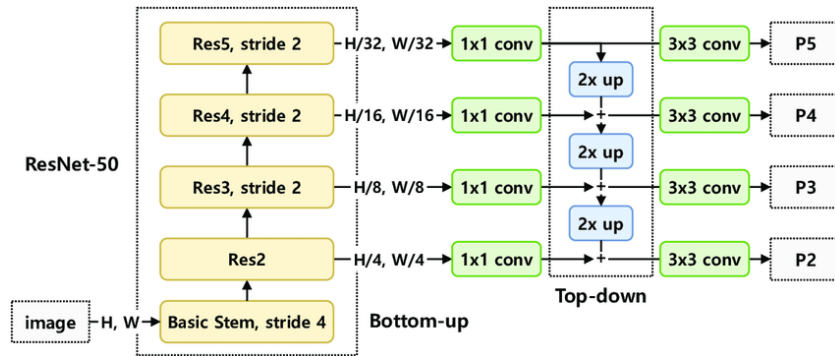 Res5, stride 2 H/32, W/32 1x1 conv 3x3 conv P5
2x up
Res4, stride 2 H/16, W/16 1x1 conv + 3x3 conv P4
ResNet-50
2x up
Res3, stride 2 H/8, W/8 1x1 conv + 3x3 conv P3
2x up
Res2 H/4, W/4 1x1 conv + 3x3 conv P2
Top-down
image H, W Basic Stem, stride 4 Bottom-up